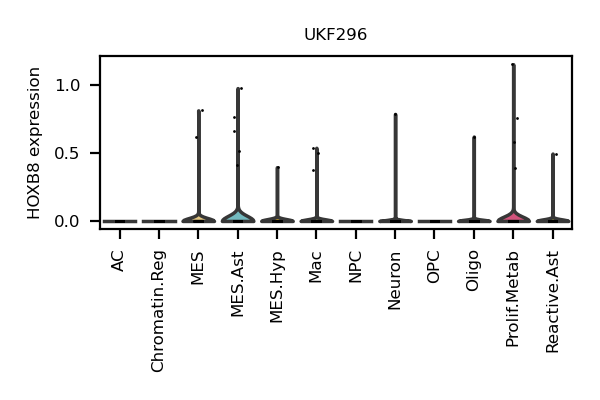 UKF296
HOXB8 expression
1.0
0.5
0.0
AC
Chromatin.Reg
MES
MES.Ast
MES.Hyp
Mac
NPC
Neuron
OPC
Oligo
Prolif.Metab
Reactive.Ast